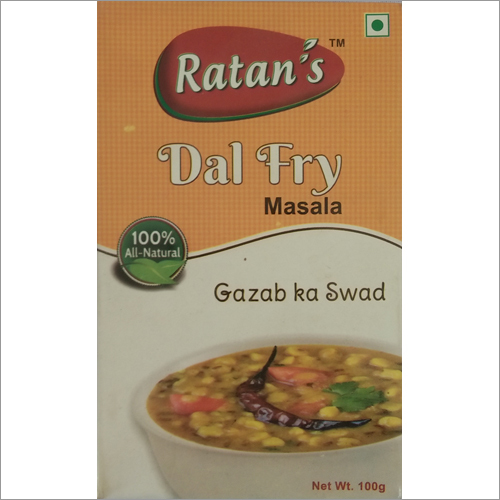 Ratan's TM
Dal Fry
Masala
100%
All-Natural
Gazab ka Swad
Net Wt. 100g